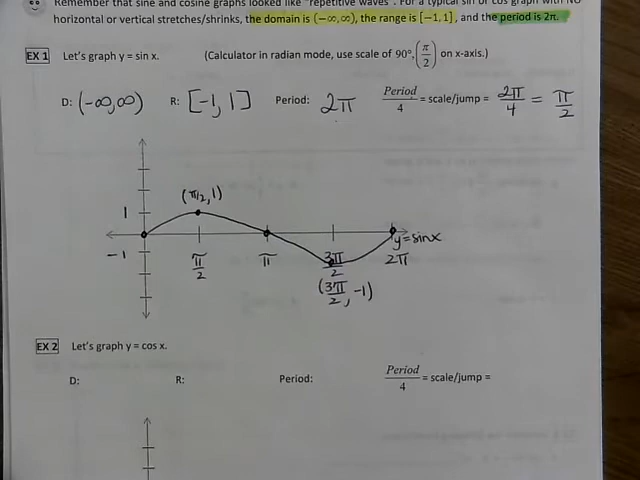 Remember that sine and cosine graphs looked like "repetitive waves". For a typical sin or cos graph with NO
horizontal or vertical stretches/shrinks, the domain is (-∞,∞), the range is [-1,1], and the period is 2π.
EX 1 Let's graph y = sin x. (Calculator in radian mode, use scale of 90°, (π/2) on x-axis.)
D: (-∞,∞) R: [-1,1] Period: 2π Period/4 = scale/jump = 2π/4 = π/2
(π/2,1)
1
y=sinx
-1 π/2 π 3π/2 2π
(3π/2, -1)
EX 2 Let's graph y = cos x.
D: R: Period: Period/4 = scale/jump =